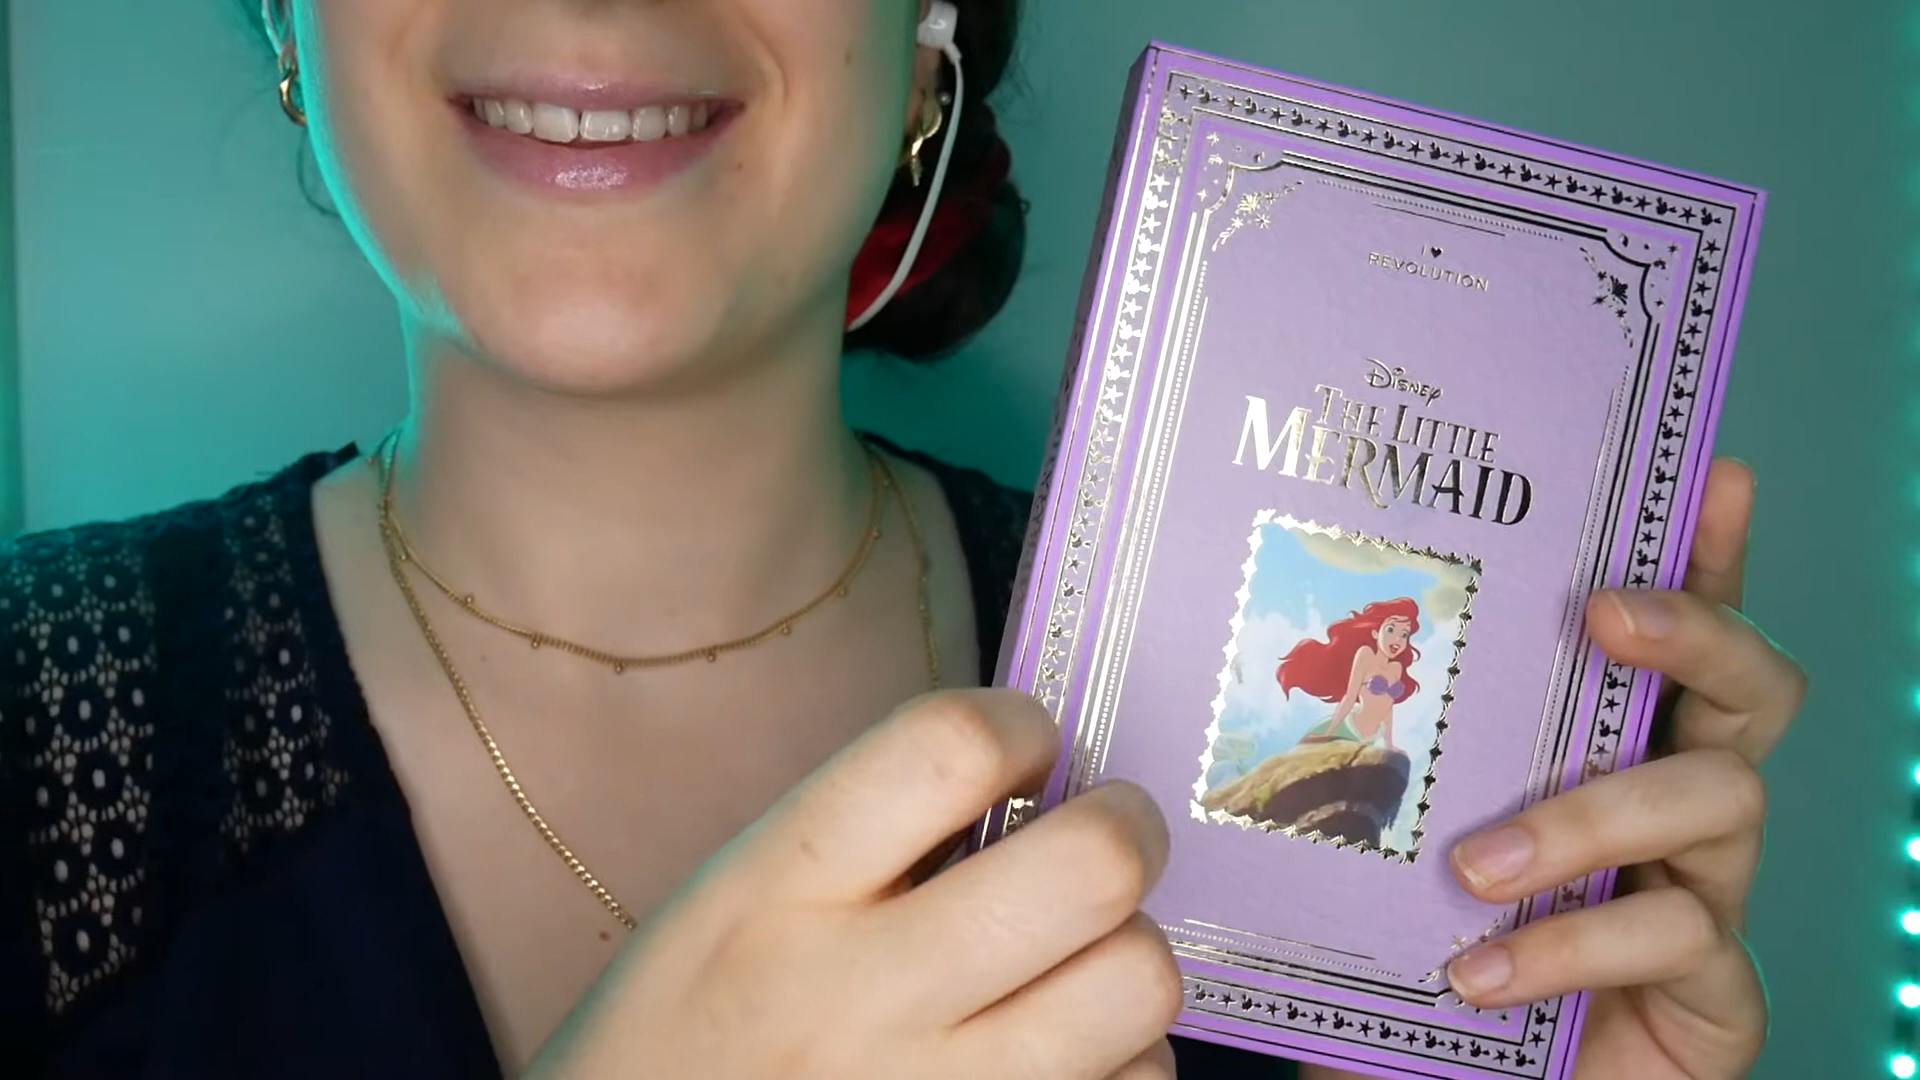 I ♥
REVOLUTION
Disney
THE LITTLE
MERMAID